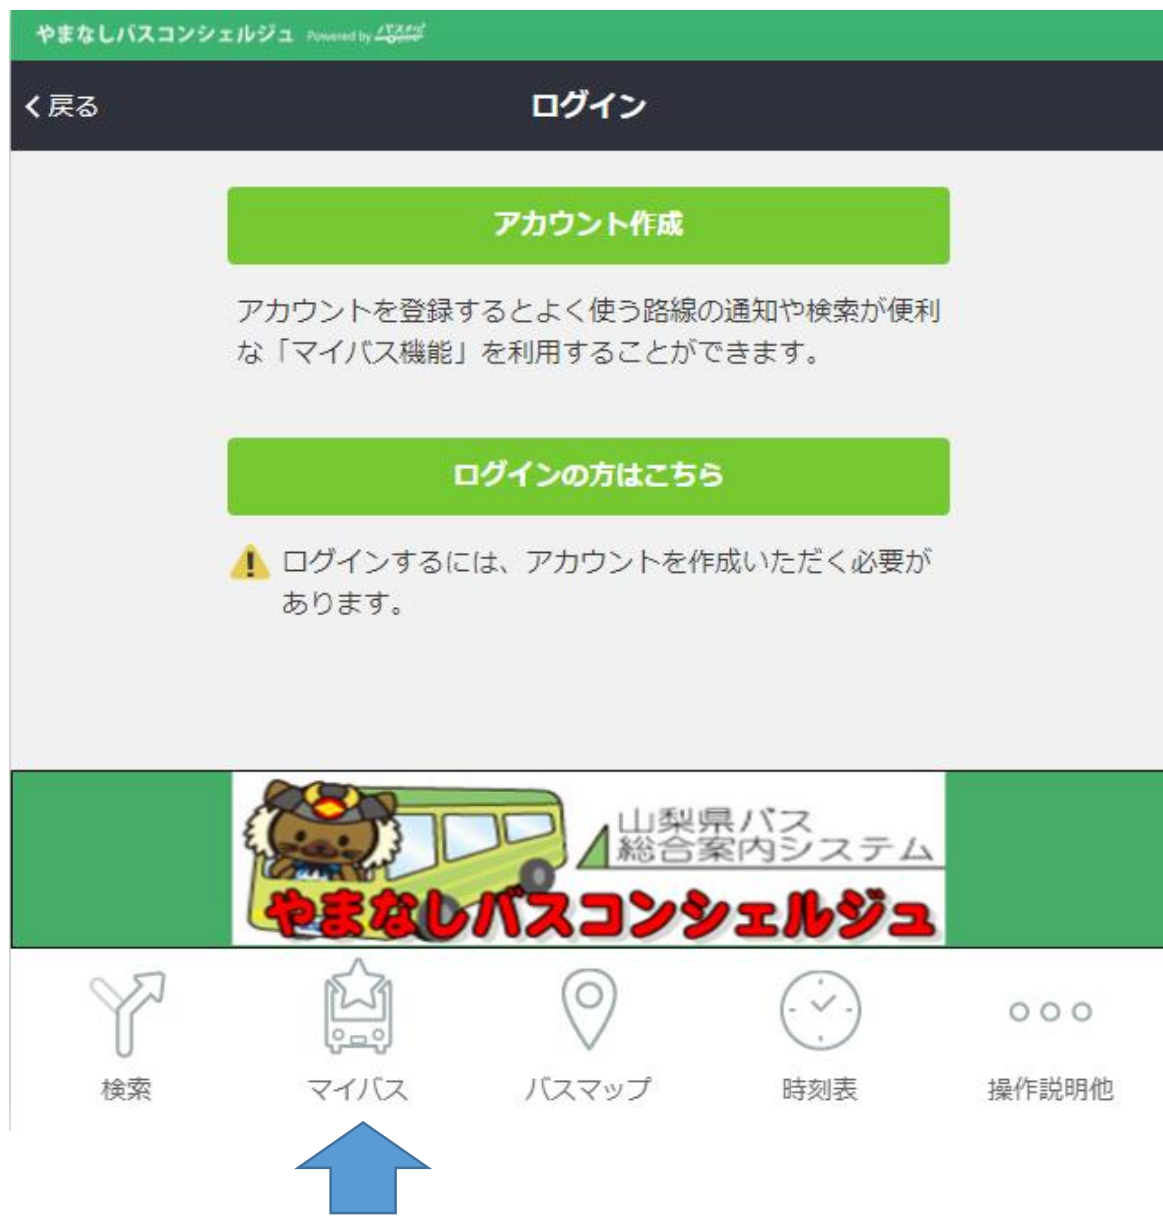 やまなしバスコンシェルジュ Powered by バスナビ
戻る
ログイン
アカウント作成
アカウントを登録するとよく使う路線の通知や検索が便利
な「マイバス機能」を利用することができます。
ログインの方はこちら
ログインするには、アカウントを作成いただく必要が
あります。
山梨県バス
総合案内システム
やまなしバスコンシェルジュ
検索
マイバス
バスマップ
時刻表
操作説明他